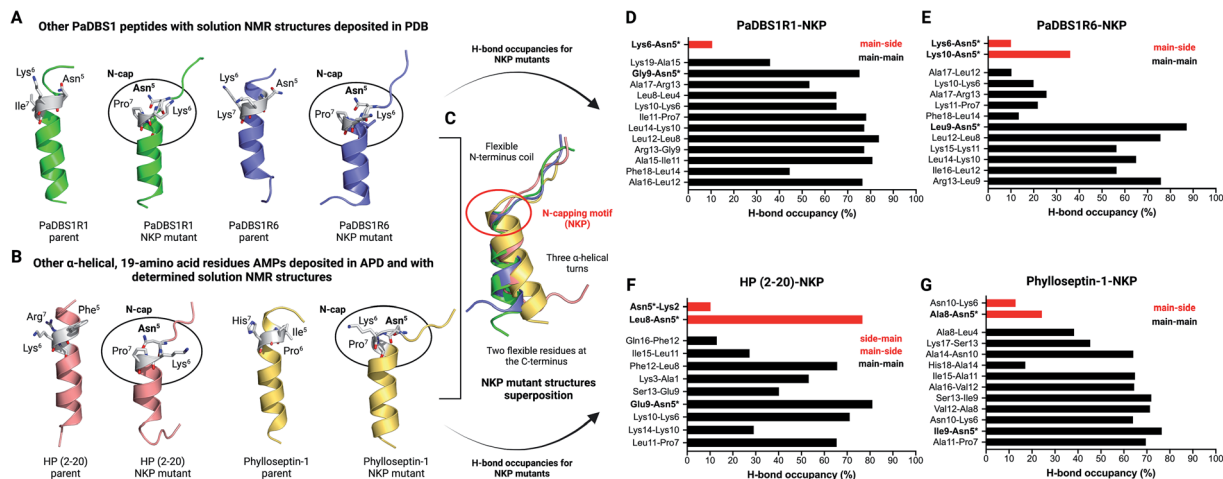 A
Other PaDBS1 peptides with solution NMR structures deposited in PDB
Lys⁶
Asn⁵
Ile⁷
N-cap
Asn⁵
Pro⁷
Lys⁶
Lys⁶
Asn⁵
Lys⁷
N-cap
Asn⁵
Pro⁷
Lys⁶
PaDBS1R1
parent
PaDBS1R1
NKP mutant
PaDBS1R6
parent
PaDBS1R6
NKP mutant
B
Other α-helical, 19-amino acid residues AMPs deposited in APD and with
determined solution NMR structures
Arg⁷
Phe⁵
Lys⁶
N-cap
Asn⁵
Pro⁷
Lys⁶
His⁷
Ile⁵
Pro⁶
N-cap
Lys⁶
Asn⁵
Pro⁷
HP (2-20)
parent
HP (2-20)
NKP mutant
Phylloseptin-1
parent
Phylloseptin-1
NKP mutant
H-bond occupancies for
NKP mutants
C
Flexible
N-terminus coil
N-capping motif
(NKP)
Three α-helical
turns
Two flexible residues at
the C-terminus
NKP mutant structures
superposition
H-bond occupancies for
NKP mutants
D
PaDBS1R1-NKP
Lys6-Asn5*
main-side
main-main
Lys19-Ala15
Gly9-Asn5*
Ala17-Arg13
Leu8-Leu4
Lys10-Lys6
Ile11-Pro7
Leu14-Lys10
Leu12-Leu8
Arg13-Gly9
Ala15-Ile11
Phe18-Leu14
Ala16-Leu12
0 10 20 30 40 50 60 70 80 90 100
H-bond occupancy (%)
E
PaDBS1R6-NKP
Lys6-Asn5*
Lys10-Asn5*
main-side
main-main
Ala17-Leu12
Lys10-Lys6
Ala17-Arg13
Lys11-Pro7
Phe18-Leu14
Leu9-Asn5*
Leu12-Leu8
Lys15-Lys11
Leu14-Lys10
Ile16-Leu12
Arg13-Leu9
0 10 20 30 40 50 60 70 80 90 100
H-bond occupancy (%)
F
HP (2-20)-NKP
Asn5*-Lys2
Leu8-Asn5*
side-main
main-side
main-main
Gln16-Phe12
Ile15-Leu11
Phe12-Leu8
Lys3-Ala1
Ser13-Glu9
Glu9-Asn5*
Lys10-Lys6
Lys14-Lys10
Leu11-Pro7
0 10 20 30 40 50 60 70 80 90 100
H-bond occupancy (%)
G
Phylloseptin-1-NKP
Asn10-Lys6
Ala8-Asn5*
main-side
main-main
Ala8-Leu4
Lys17-Ser13
Ala14-Asn10
His18-Ala14
Ile15-Ala11
Ala16-Val12
Ser13-Ile9
Val12-Ala8
Asn10-Lys6
Ile9-Asn5*
Ala11-Pro7
0 10 20 30 40 50 60 70 80 90 100
H-bond occupancy (%)